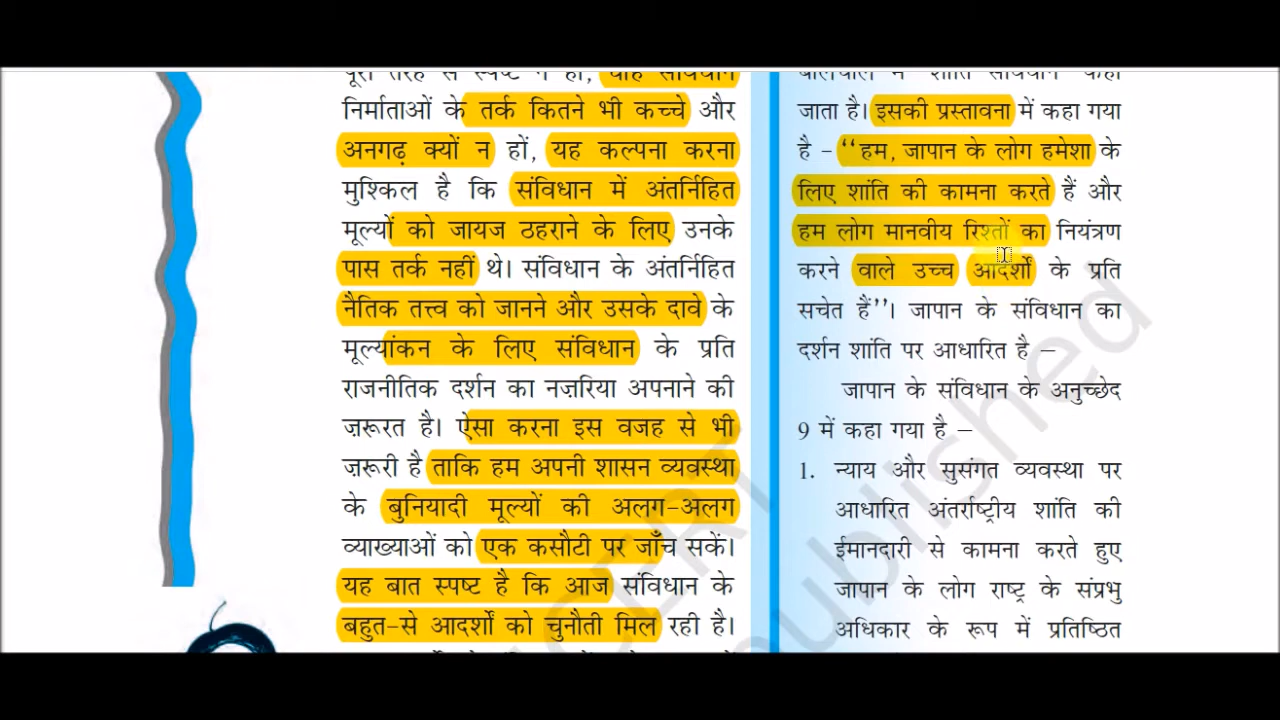 निर्माताओं के तर्क कितने भी कच्चे और
अनगढ़ क्यों न हों, यह कल्पना करना
मुश्किल है कि संविधान में अंतर्निहित
मूल्यों को जायज ठहराने के लिए उनके
पास तर्क नहीं थे। संविधान के अंतर्निहित
नैतिक तत्त्व को जानने और उसके दावे के
मूल्यांकन के लिए संविधान के प्रति
राजनीतिक दर्शन का नज़रिया अपनाने की
ज़रूरत है। ऐसा करना इस वजह से भी
ज़रूरी है ताकि हम अपनी शासन व्यवस्था
के बुनियादी मूल्यों की अलग-अलग
व्याख्याओं को एक कसौटी पर जाँच सकें।
यह बात स्पष्ट है कि आज संविधान के
बहुत-से आदर्शों को चुनौती मिल रही है।
जाता है। इसकी प्रस्तावना में कहा गया
है – ‘‘हम, जापान के लोग हमेशा के
लिए शांति की कामना करते हैं और
हम लोग मानवीय रिश्तों का नियंत्रण
करने वाले उच्च आदर्शों के प्रति
सचेत हैं’’। जापान के संविधान का
दर्शन शांति पर आधारित है –
जापान के संविधान के अनुच्छेद
9 में कहा गया है –
1. न्याय और सुसंगत व्यवस्था पर
आधारित अंतर्राष्ट्रीय शांति की
ईमानदारी से कामना करते हुए
जापान के लोग राष्ट्र के संप्रभु
अधिकार के रूप में प्रतिष्ठित